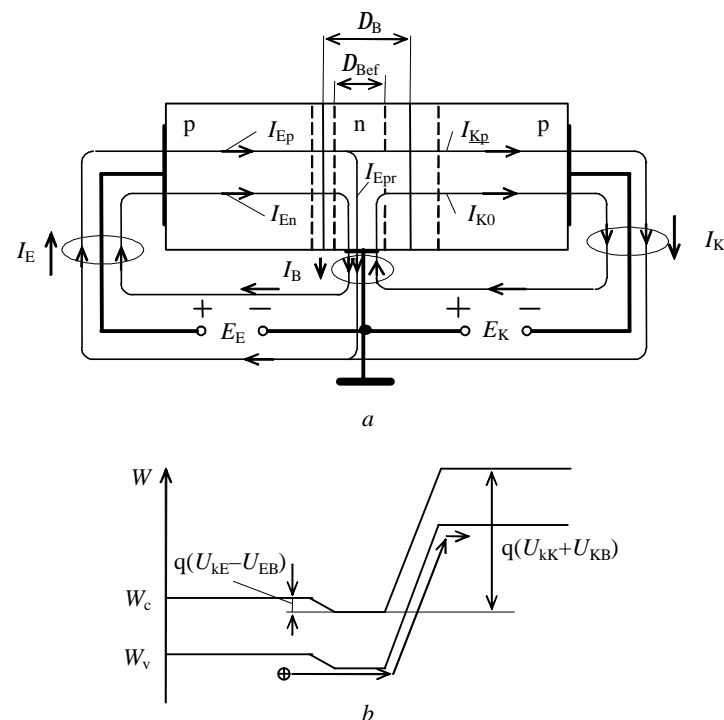 D_B
D_Bef
p n p
I_Ep I_Kp
I_Epr
I_En I_K0
I_E I_B I_K
+ − + −
E_E E_K
a
W
q(U_kE−U_EB) q(U_kK+U_KB)
W_c
W_v
b